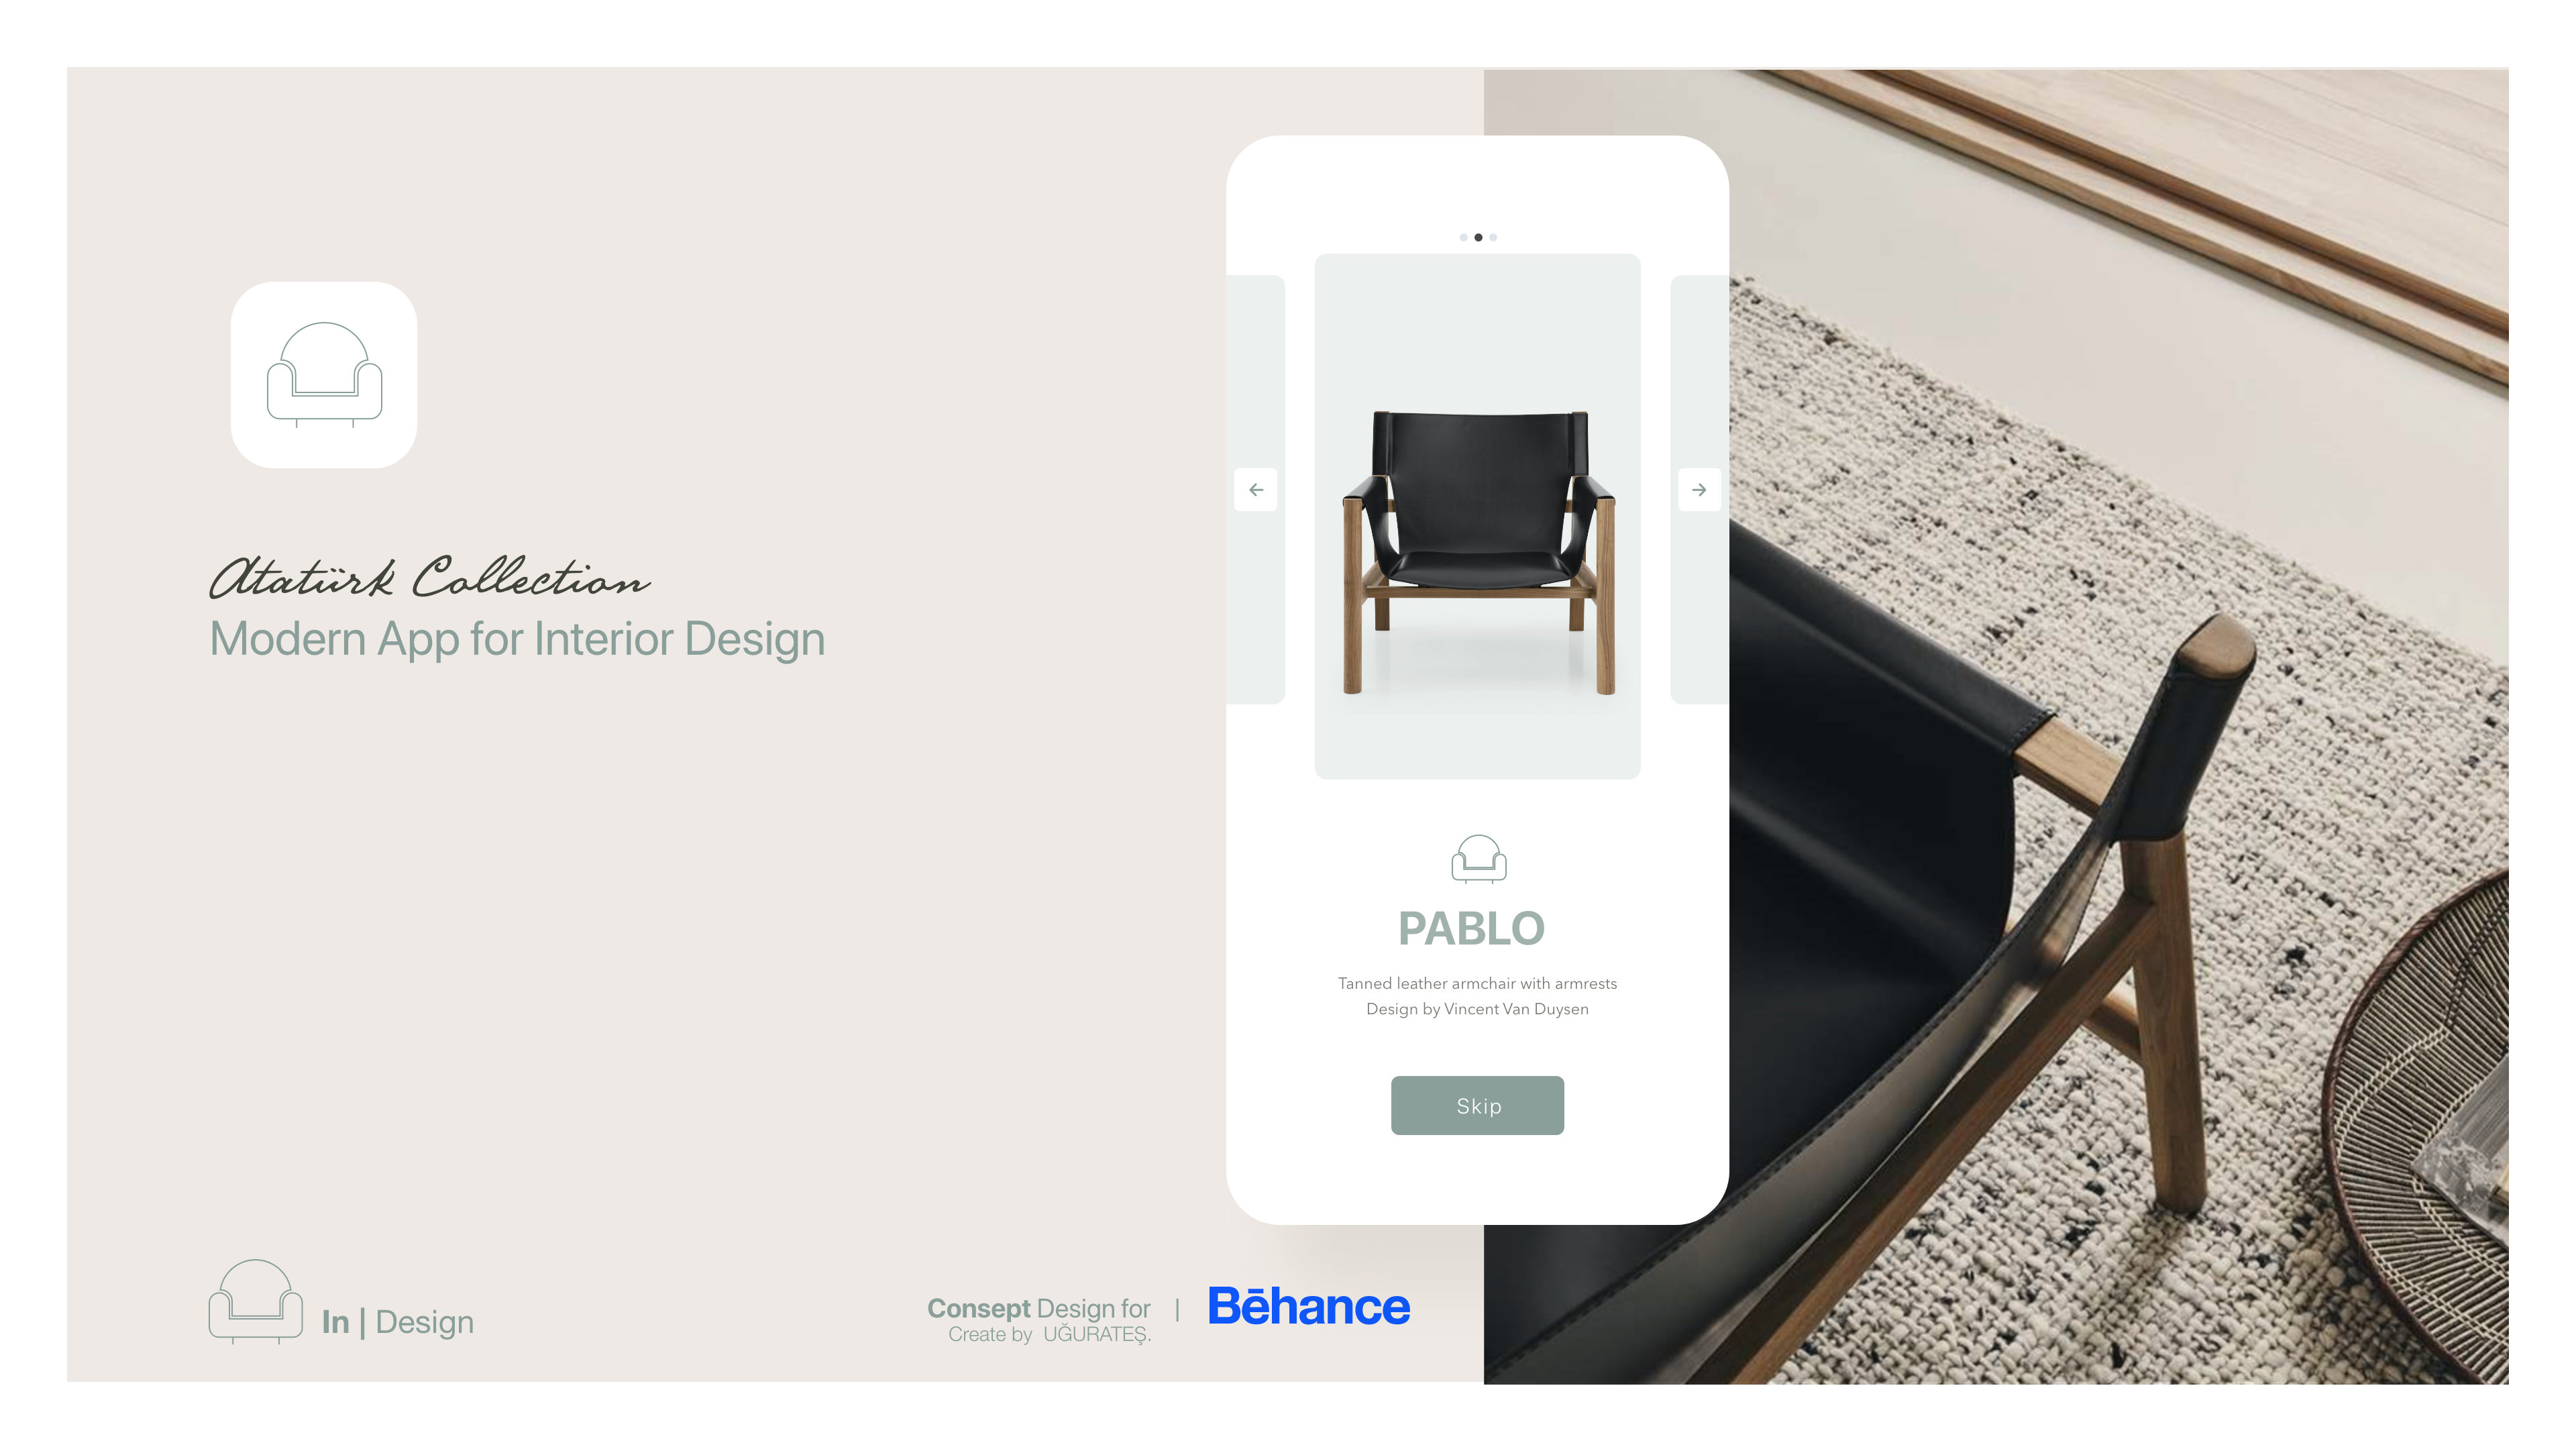 Atatürk Collection
Modern App for Interior Design
PABLO
Tanned leather armchair with armrests
Design by Vincent Van Duysen
Skip
In | Design
Consept Design for | Bēhance
Create by UĞURATEŞ.